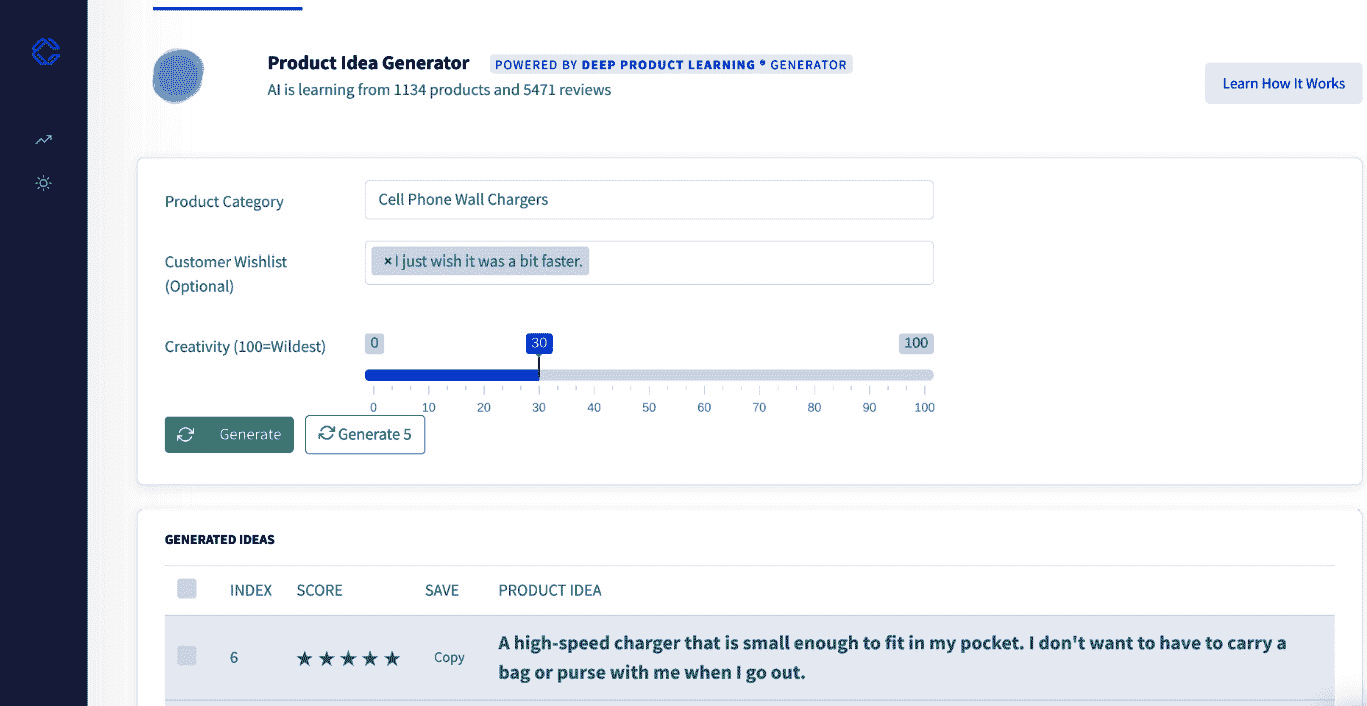 Product Idea Generator POWERED BY DEEP PRODUCT LEARNING ® GENERATOR
AI is learning from 1134 products and 5471 reviews
Learn How It Works
Product Category
Cell Phone Wall Chargers
Customer Wishlist
(Optional)
× I just wish it was a bit faster.
Creativity (100=Wildest)
0 30 100
0 10 20 30 40 50 60 70 80 90 100
Generate
Generate 5
GENERATED IDEAS
INDEX SCORE SAVE PRODUCT IDEA
6 ★ ★ ★ ★ ★ Copy
A high-speed charger that is small enough to fit in my pocket. I don't want to have to carry a
bag or purse with me when I go out.